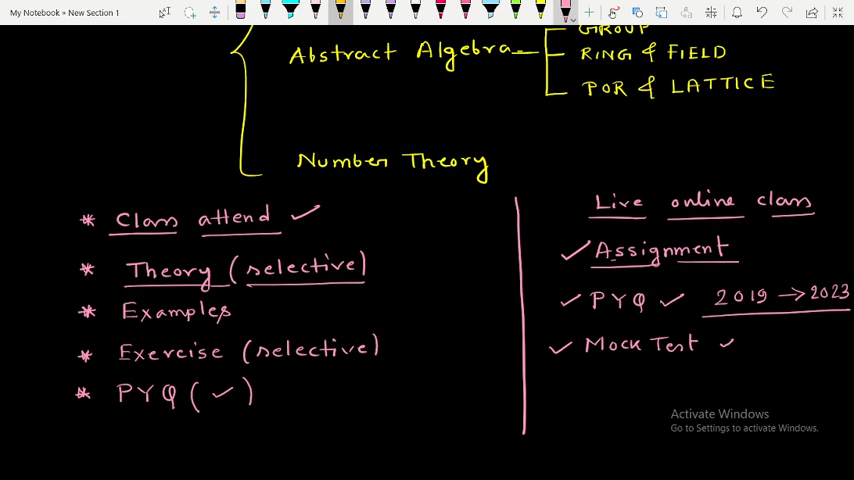 My Notebook » New Section 1
GROUP
Abstract Algebra
RING & FIELD
POR & LATTICE
Number Theory
* Class attend ✓
* Theory (selective)
* Examples
* Exercise (selective)
* PYQ (✓)
Live online class
✓ Assignment
✓ PYQ ✓ 2019 → 2023
✓ Mock Test ✓
Activate Windows
Go to Settings to activate Windows.